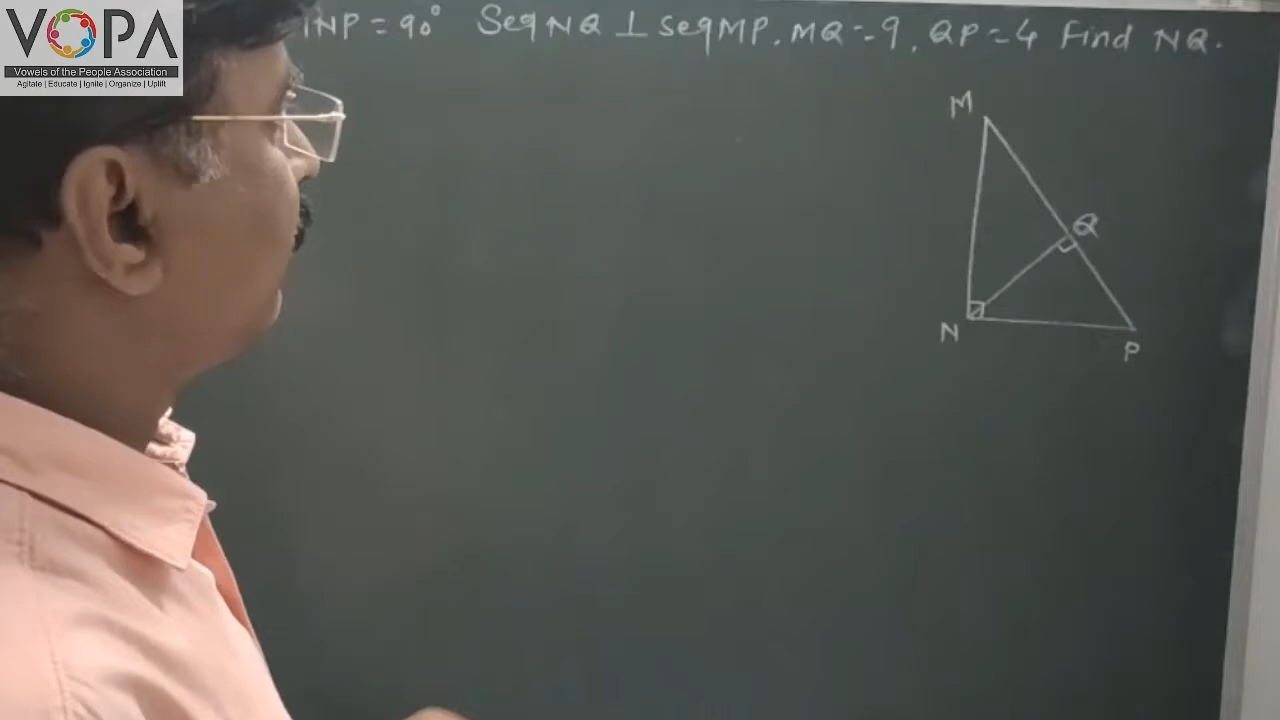 VOPA
Vowels of the People Association
Agitate | Educate | Ignite | Organize | Uplift
NP = 90° Seg NQ ⊥ seg MP. MQ = 9, QP = 4 Find NQ.
M
Q
N
P